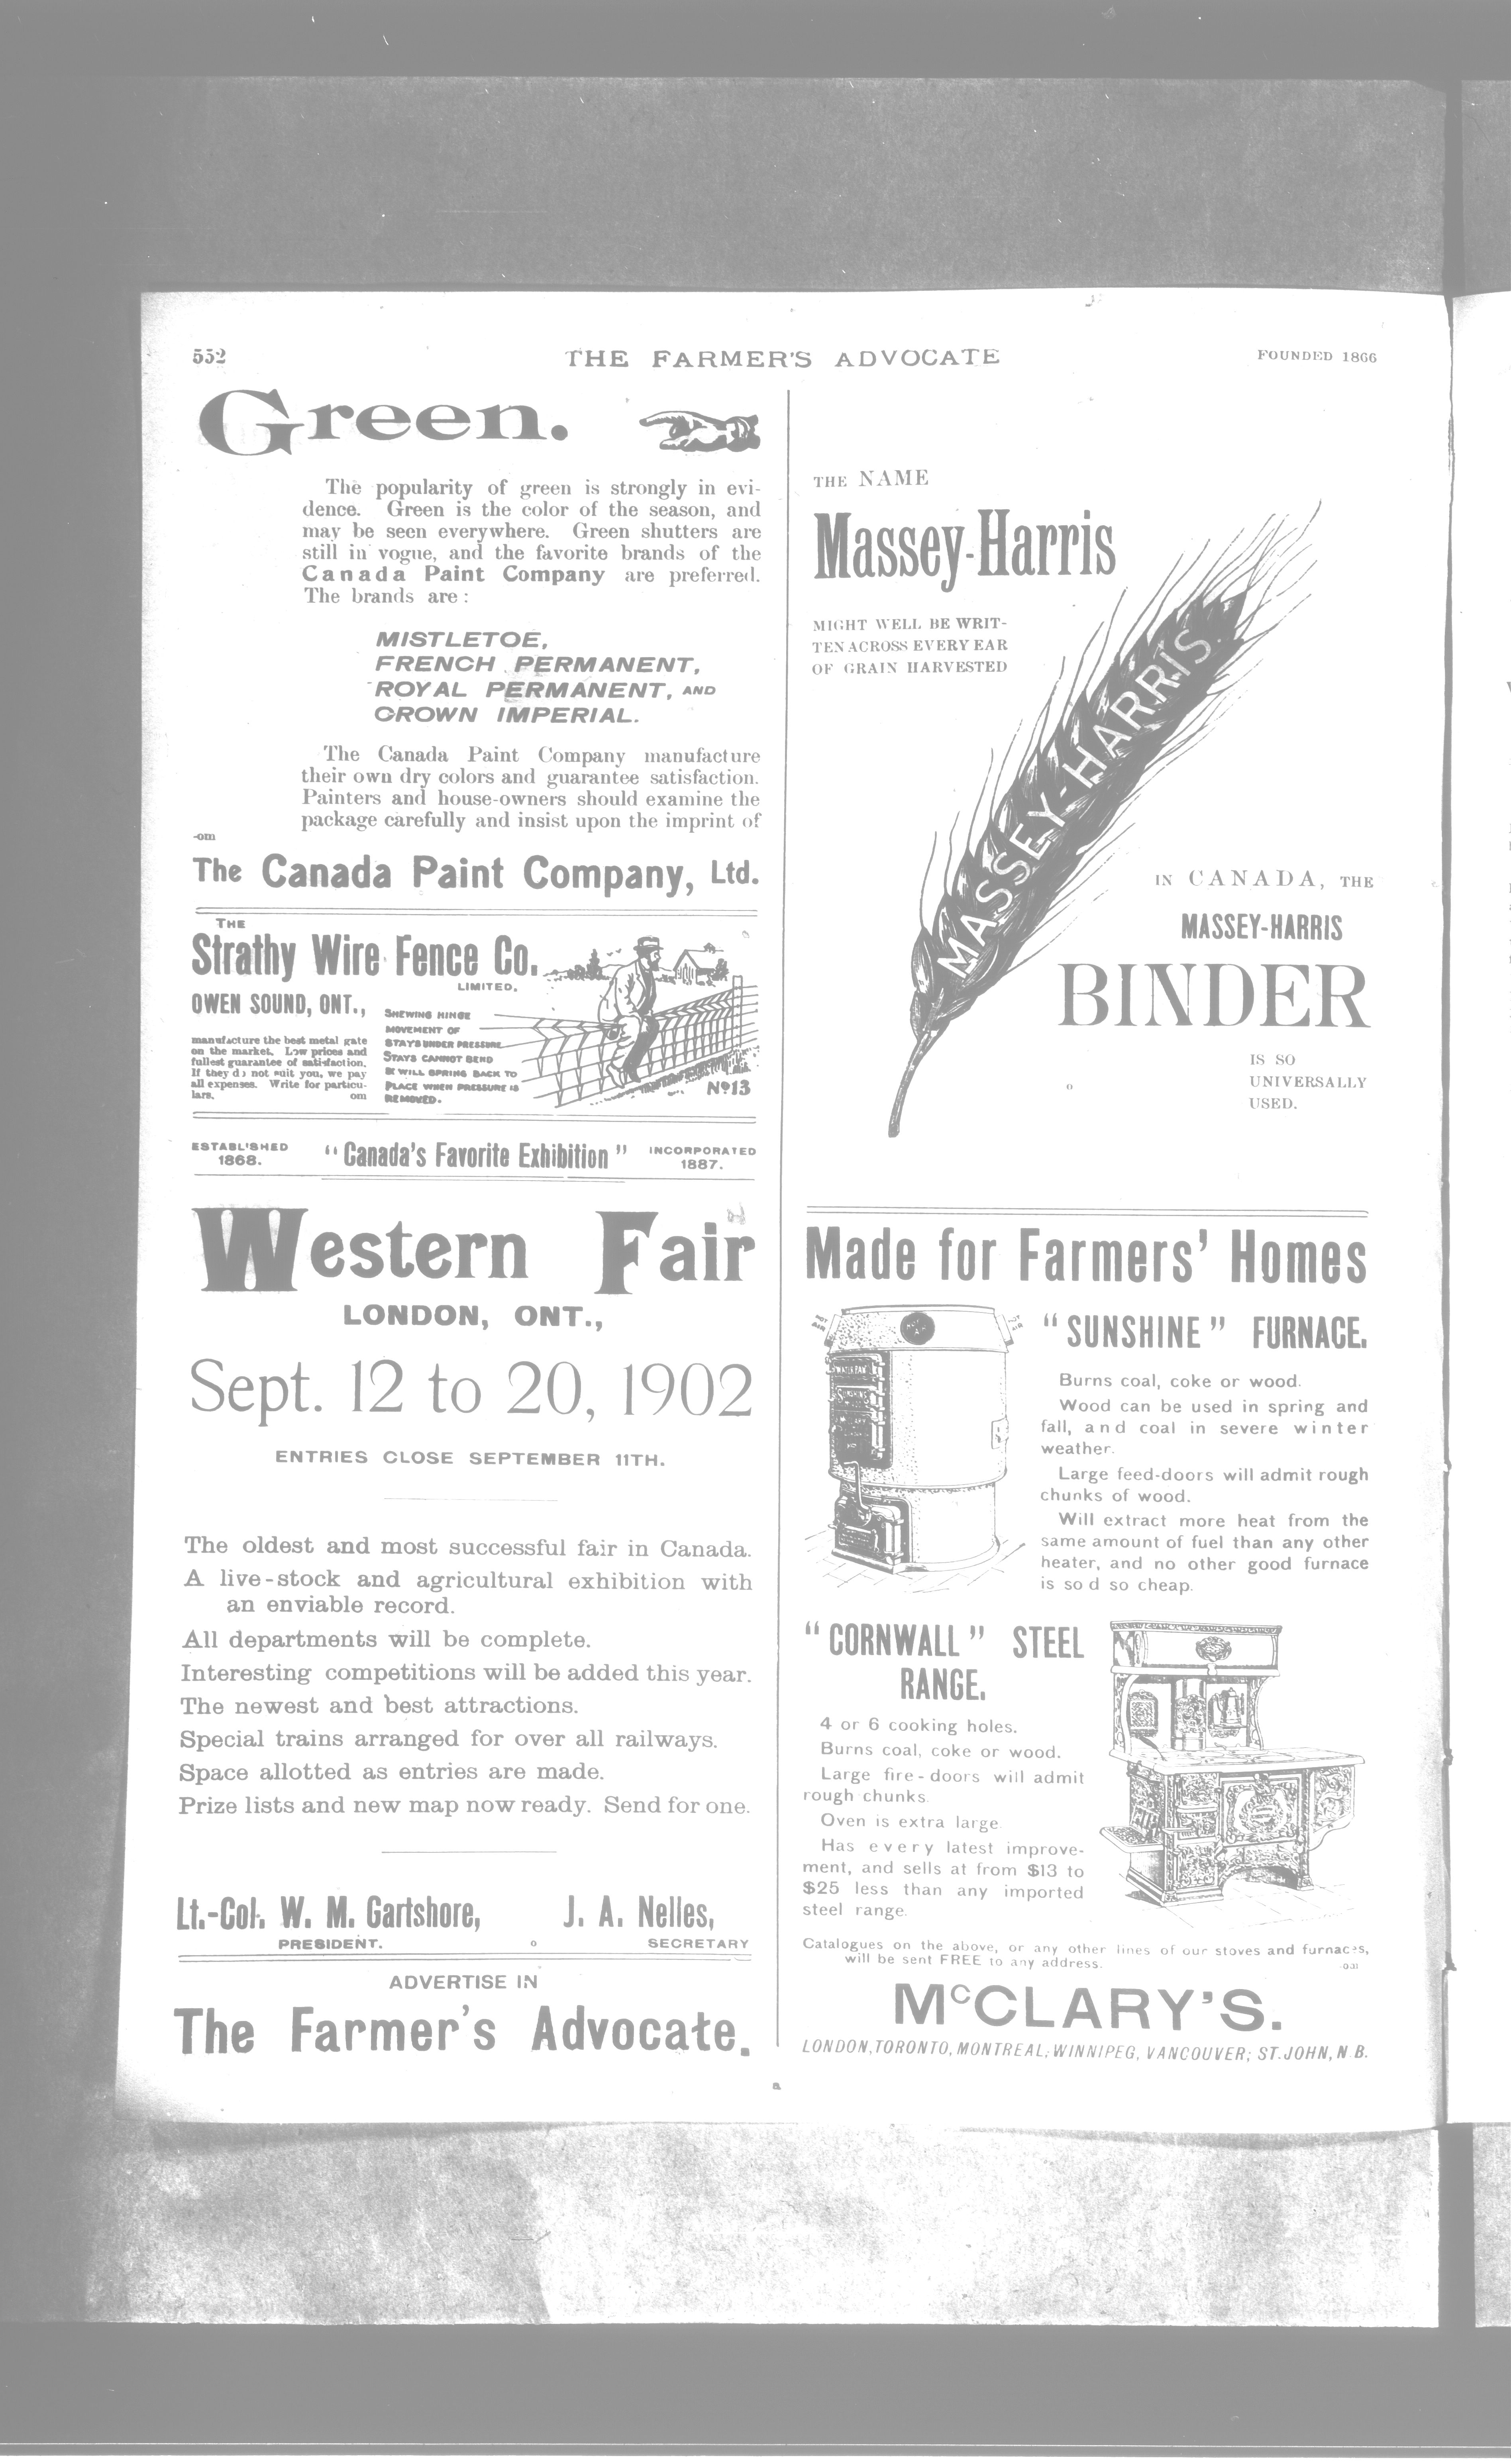 552
THE FARMER'S ADVOCATE
FOUNDED 1866
Green.
The popularity of green is strongly in evi-
dence. Green is the color of the season, and
may be seen everywhere. Green shutters are
still in vogue, and the favorite brands of the
Canada Paint Company are preferred.
The brands are :
MISTLETOE,
FRENCH PERMANENT,
ROYAL PERMANENT, AND
CROWN IMPERIAL.
The Canada Paint Company manufacture
their own dry colors and guarantee satisfaction.
Painters and house-owners should examine the
package carefully and insist upon the imprint of
-om
The Canada Paint Company, Ltd.
THE
Strathy Wire Fence Co.
LIMITED.
OWEN SOUND, ONT.,
manufacture the best metal gate
on the market. Low prices and
fullest guarantee of satisfaction.
If they do not suit you, we pay
all expenses. Write for particu-
lars. om
SHEWING HINGE
MOVEMENT OF
STAYS UNDER PRESSURE
STAYS CANNOT BEND
& WILL SPRING BACK TO
PLACE WHEN PRESSURE IS
REMOVED.
Nº13
ESTABLISHED
1868.
“Canada's Favorite Exhibition”
INCORPORATED
1887.
Western Fair
LONDON, ONT.,
Sept. 12 to 20, 1902
ENTRIES CLOSE SEPTEMBER 11TH.
The oldest and most successful fair in Canada.
A live-stock and agricultural exhibition with
an enviable record.
All departments will be complete.
Interesting competitions will be added this year.
The newest and best attractions.
Special trains arranged for over all railways.
Space allotted as entries are made.
Prize lists and new map now ready. Send for one.
Lt.-Col. W. M. Gartshore, J. A. Nelles,
PRESIDENT. o SECRETARY
ADVERTISE IN
The Farmer's Advocate.
THE NAME
Massey-Harris
MIGHT WELL BE WRIT-
TEN ACROSS EVERY EAR
OF GRAIN HARVESTED
MASSEY-HARRIS.
IN CANADA, THE
MASSEY-HARRIS
BINDER
IS SO
UNIVERSALLY
USED.
o
Made for Farmers' Homes
“SUNSHINE” FURNACE.
Burns coal, coke or wood.
Wood can be used in spring and
fall, and coal in severe winter
weather.
Large feed-doors will admit rough
chunks of wood.
Will extract more heat from the
same amount of fuel than any other
heater, and no other good furnace
is so d so cheap.
“CORNWALL” STEEL
RANGE.
4 or 6 cooking holes.
Burns coal, coke or wood.
Large fire-doors will admit
rough chunks.
Oven is extra large.
Has every latest improve-
ment, and sells at from $13 to
$25 less than any imported
steel range.
Catalogues on the above, or any other lines of our stoves and furnaces,
will be sent FREE to any address.
McCLARY'S.
LONDON, TORONTO, MONTREAL, WINNIPEG, VANCOUVER, ST. JOHN, N.B.